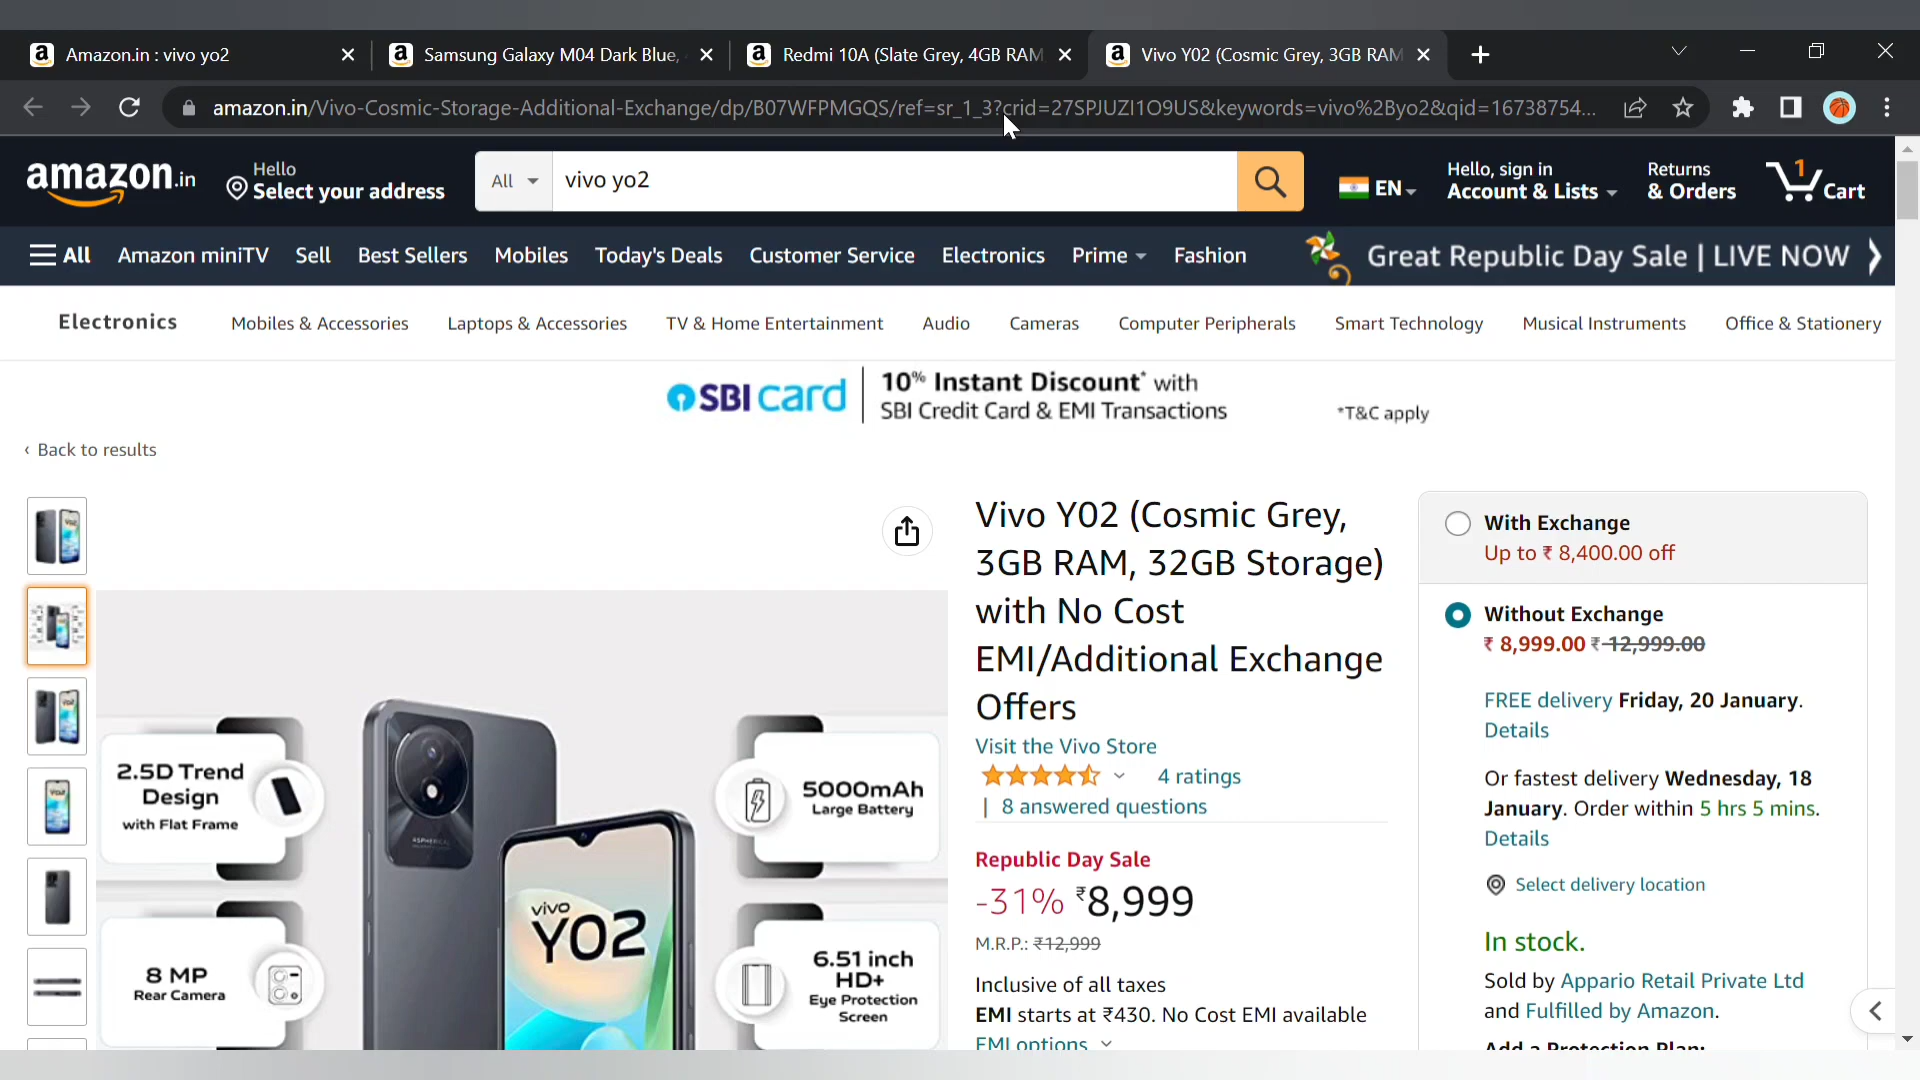 Amazon.in : vivo yo2
Samsung Galaxy M04 Dark Blue,
Redmi 10A (Slate Grey, 4GB RAM
Vivo Y02 (Cosmic Grey, 3GB RAM
amazon.in/Vivo-Cosmic-Storage-Additional-Exchange/dp/B07WFPMGQS/ref=sr_1_3?crid=27SPJUZI1O9US&keywords=vivo%2Byo2&qid=16738754...
amazon.in
Hello
Select your address
All
vivo yo2
EN
Hello, sign in
Account & Lists
Returns
& Orders
1
Cart
All
Amazon miniTV
Sell
Best Sellers
Mobiles
Today's Deals
Customer Service
Electronics
Prime
Fashion
Great Republic Day Sale | LIVE NOW
Electronics
Mobiles & Accessories
Laptops & Accessories
TV & Home Entertainment
Audio
Cameras
Computer Peripherals
Smart Technology
Musical Instruments
Office & Stationery
SBI card
10% Instant Discount* with
SBI Credit Card & EMI Transactions
*T&C apply
‹ Back to results
2.5D Trend
Design
with Flat Frame
5000mAh
Large Battery
8 MP
Rear Camera
6.51 inch
HD+
Eye Protection
Screen
vivo
Y02
Vivo Y02 (Cosmic Grey,
3GB RAM, 32GB Storage)
with No Cost
EMI/Additional Exchange
Offers
Visit the Vivo Store
4 ratings
| 8 answered questions
Republic Day Sale
-31% ₹8,999
M.R.P.: ₹12,999
Inclusive of all taxes
EMI starts at ₹430. No Cost EMI available
EMI options
With Exchange
Up to ₹ 8,400.00 off
Without Exchange
₹ 8,999.00 ₹ 12,999.00
FREE delivery Friday, 20 January.
Details
Or fastest delivery Wednesday, 18
January. Order within 5 hrs 5 mins.
Details
Select delivery location
In stock.
Sold by Appario Retail Private Ltd
and Fulfilled by Amazon.
Add a Protection Plan: